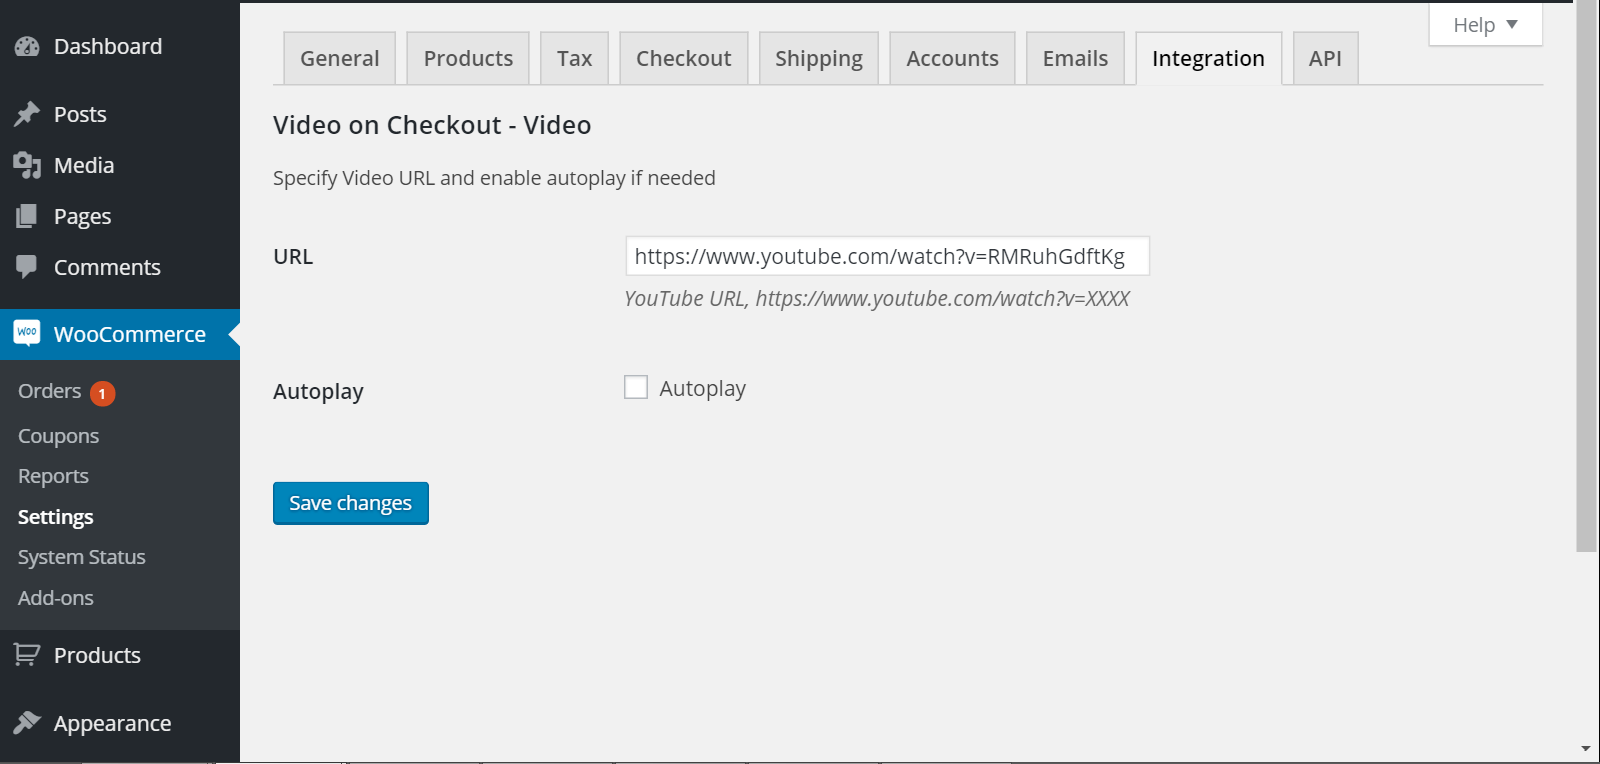 Dashboard
Posts
Media
Pages
Comments
Woo WooCommerce
Orders 1
Coupons
Reports
Settings
System Status
Add-ons
Products
Appearance
Help
General Products Tax Checkout Shipping Accounts Emails Integration API
Video on Checkout - Video
Specify Video URL and enable autoplay if needed
URL https://www.youtube.com/watch?v=RMRuhGdftKg
YouTube URL, https://www.youtube.com/watch?v=XXXX
Autoplay Autoplay
Save changes